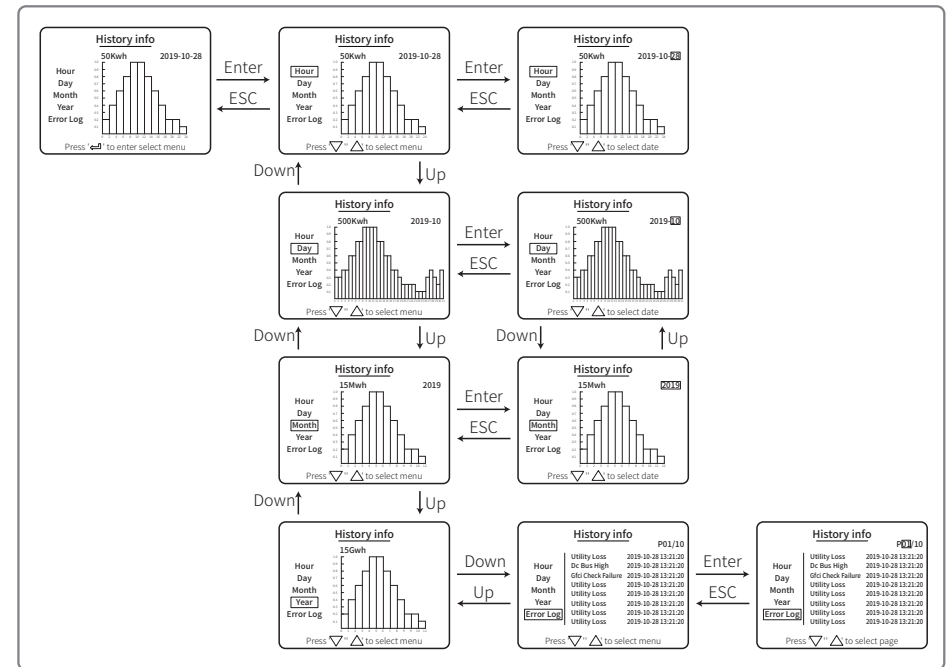 History info
50Kwh 2019-10-28
Hour
Day
Month
Year
Error Log
Press ' ' to enter select menu
Enter
ESC
History info
50Kwh 2019-10-28
Hour
Day
Month
Year
Error Log
Press ' ' to select menu
Enter
ESC
History info
50Kwh 2019-10-28
Hour
Day
Month
Year
Error Log
Press ' ' to select date
Down
Up
History info
500Kwh 2019-10
Hour
Day
Month
Year
Error Log
Press ' ' to select menu
Enter
ESC
History info
500Kwh 2019-10
Hour
Day
Month
Year
Error Log
Press ' ' to select date
Down
Up
Down
Up
History info
15Mwh 2019
Hour
Day
Month
Year
Error Log
Press ' ' to select menu
Enter
ESC
History info
15Mwh 2019
Hour
Day
Month
Year
Error Log
Press ' ' to select date
Down
Up
History info
15Gwh
Hour
Day
Month
Year
Error Log
Press ' ' to select menu
Down
Up
History info
P01/10
Hour
Day
Month
Year
Error Log
Utility Loss 2019-10-28 13:21:20
Dc Bus High 2019-10-28 13:21:20
Gfci Check Failure 2019-10-28 13:21:20
Utility Loss 2019-10-28 13:21:20
Utility Loss 2019-10-28 13:21:20
Utility Loss 2019-10-28 13:21:20
Utility Loss 2019-10-28 13:21:20
Utility Loss 2019-10-28 13:21:20
Press ' ' to select menu
Enter
ESC
History info
P01/10
Hour
Day
Month
Year
Error Log
Utility Loss 2019-10-28 13:21:20
Dc Bus High 2019-10-28 13:21:20
Gfci Check Failure 2019-10-28 13:21:20
Utility Loss 2019-10-28 13:21:20
Utility Loss 2019-10-28 13:21:20
Utility Loss 2019-10-28 13:21:20
Utility Loss 2019-10-28 13:21:20
Utility Loss 2019-10-28 13:21:20
Press ' ' to select page